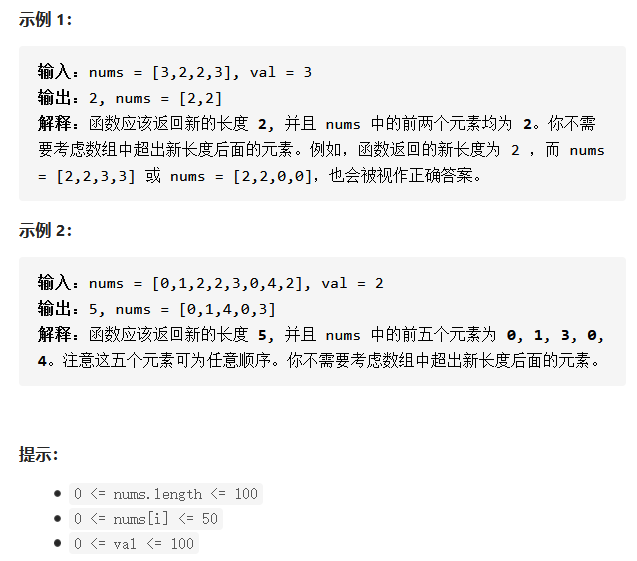 示例 1：
输入：nums = [3,2,2,3], val = 3
输出：2, nums = [2,2]
解释：函数应该返回新的长度 2, 并且 nums 中的前两个元素均为 2。你不需
要考虑数组中超出新长度后面的元素。例如，函数返回的新长度为 2 ，而 nums
= [2,2,3,3] 或 nums = [2,2,0,0]，也会被视作正确答案。
示例 2：
输入：nums = [0,1,2,2,3,0,4,2], val = 2
输出：5, nums = [0,1,4,0,3]
解释：函数应该返回新的长度 5, 并且 nums 中的前五个元素为 0, 1, 3, 0,
4。注意这五个元素可为任意顺序。你不需要考虑数组中超出新长度后面的元素。
提示：
• 0 <= nums.length <= 100
• 0 <= nums[i] <= 50
• 0 <= val <= 100